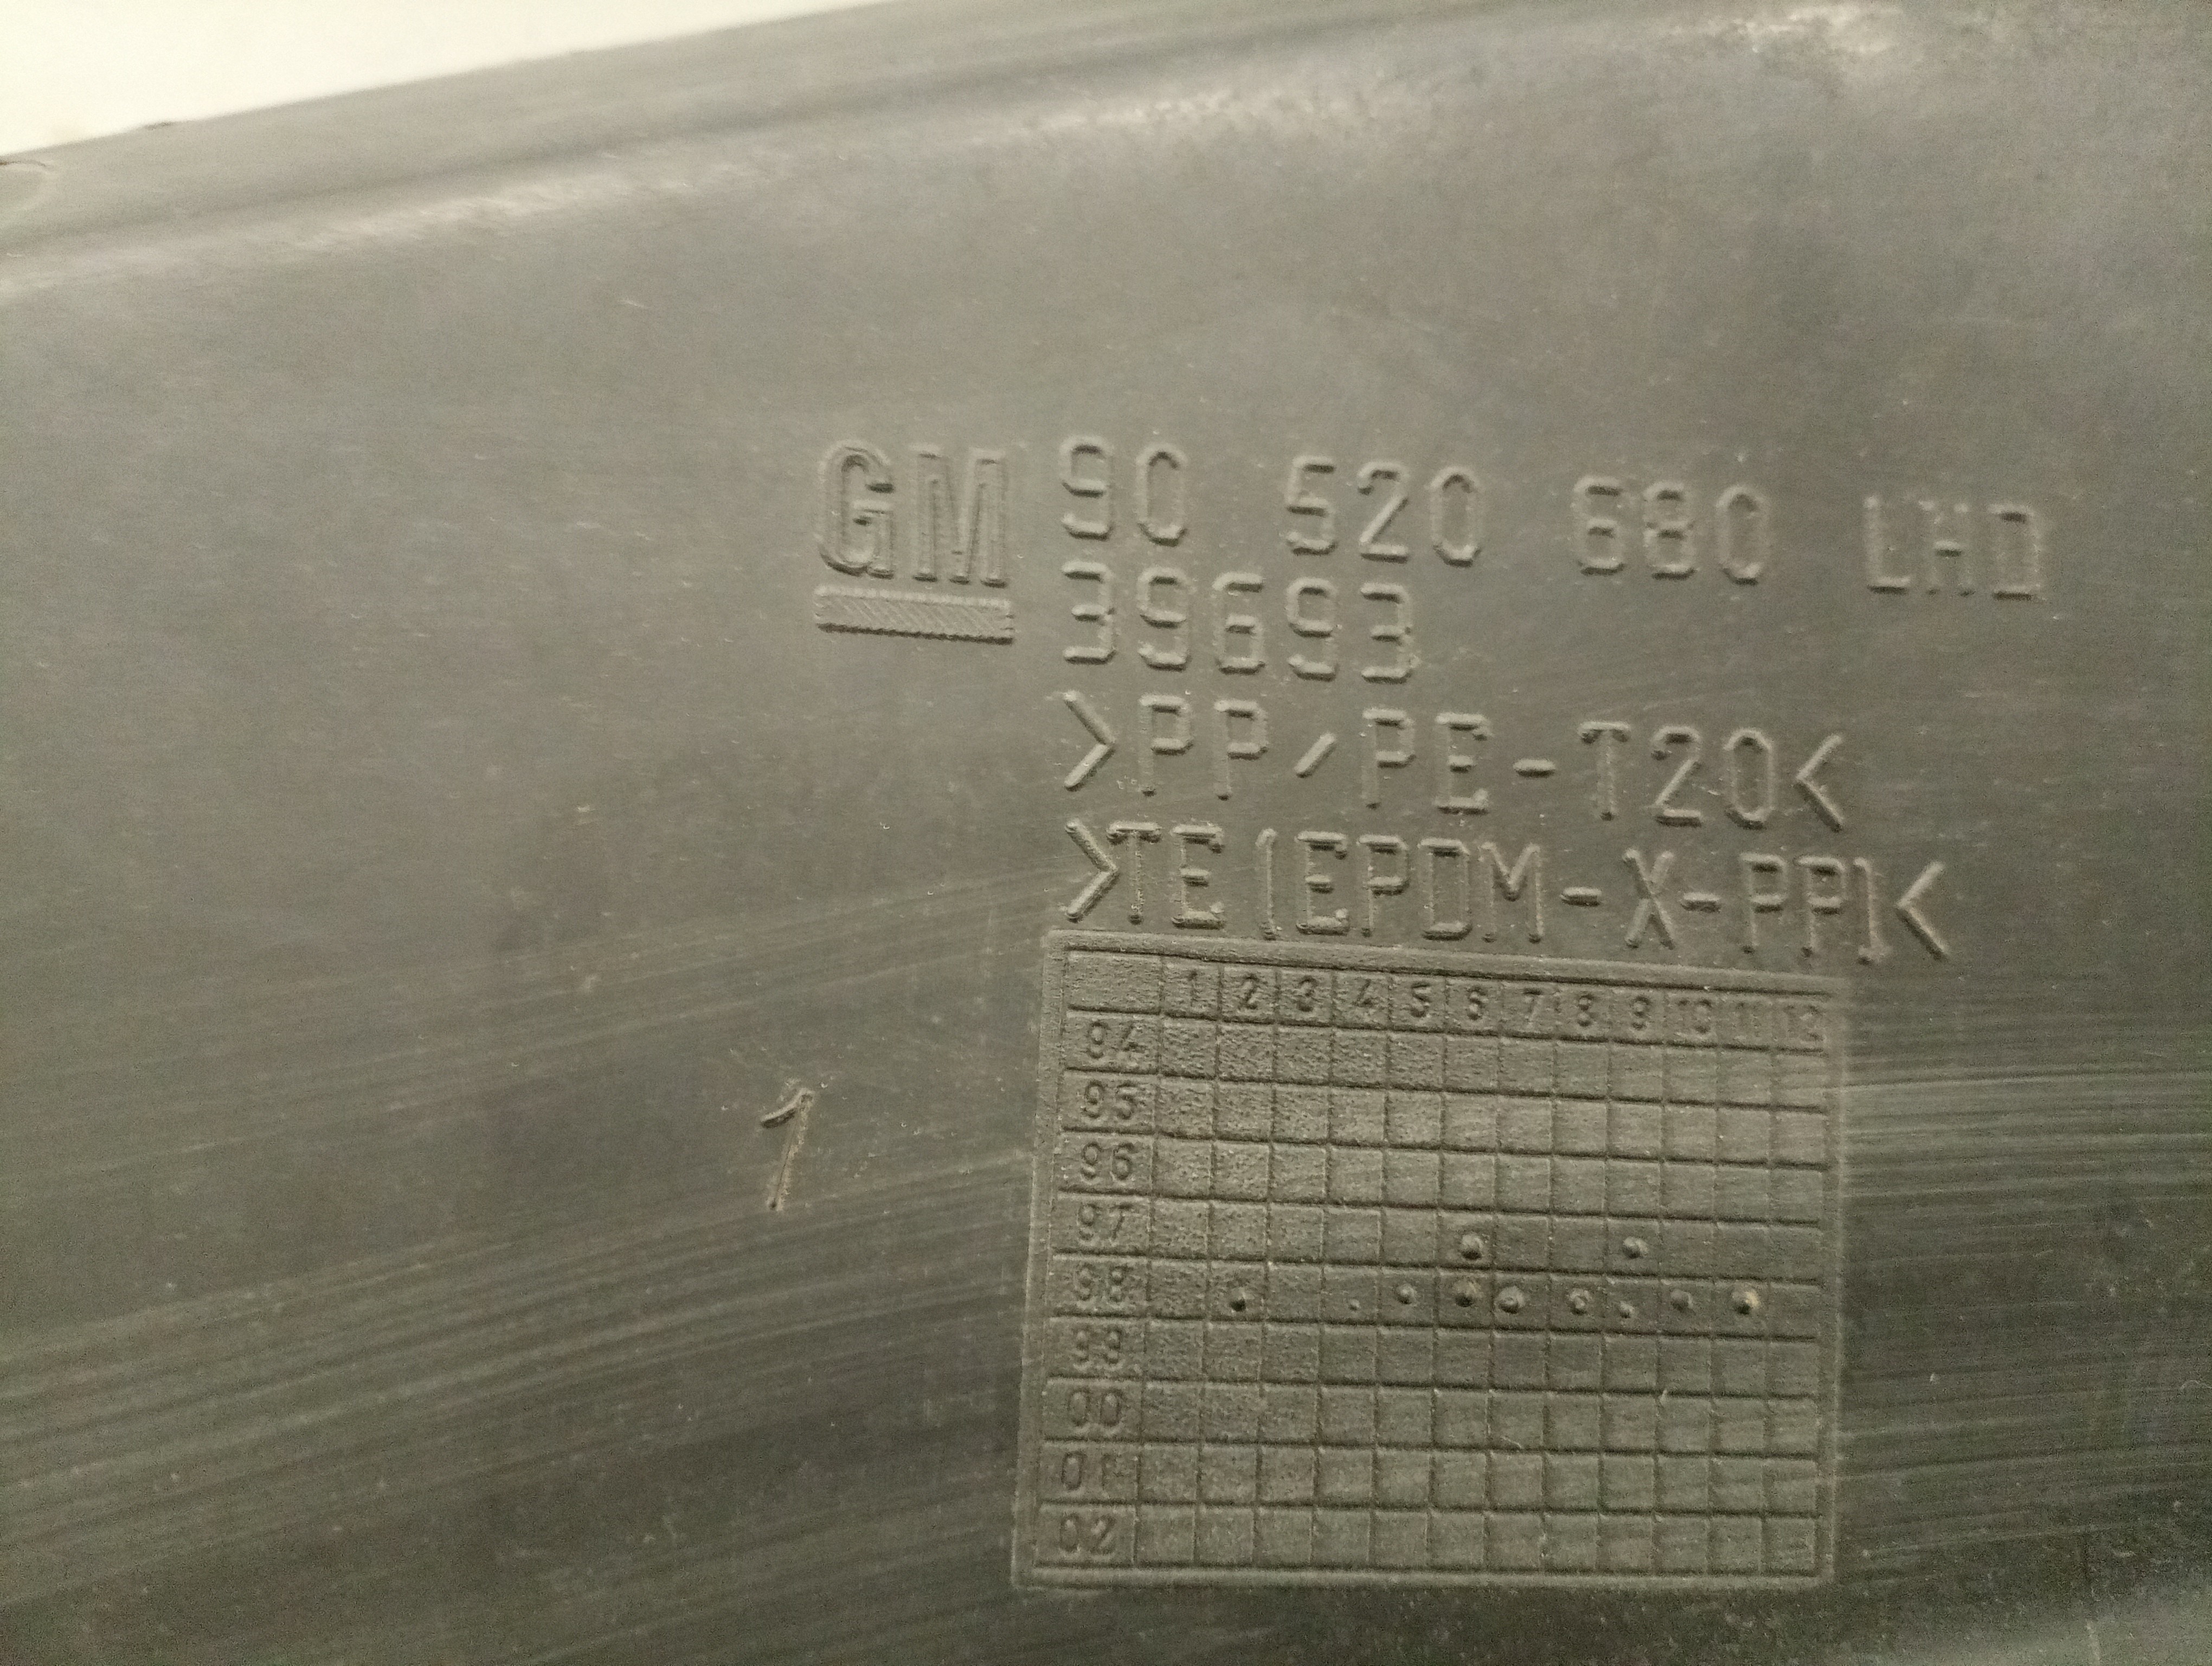 GM 90 520 680 LHD
39693
>PP/PE-T20<
>TE(EPDM-X-PP)<
1 2 3 4 5 6 7 8 9 10 11 12
94
95
96
1
97
98
99
00
01
02